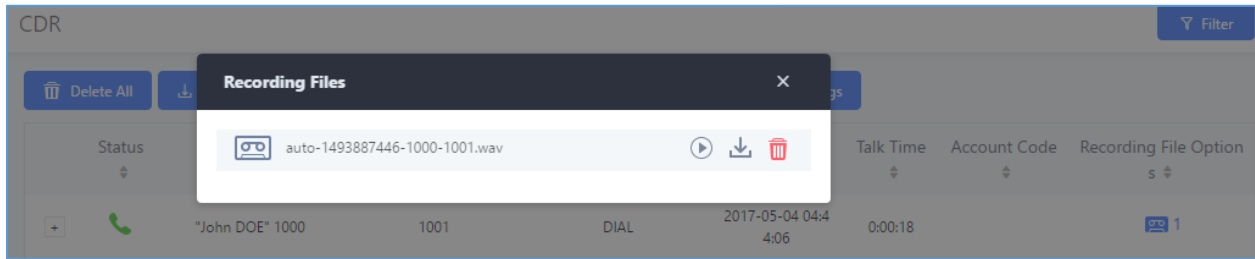 CDR
Filter
Recording Files
Delete All
gs
auto-1493887446-1000-1001.wav
Status
Talk Time
Account Code
Recording File Option
s
+
"John DOE" 1000
1001
DIAL
2017-05-04 04:4
4:06
0:00:18
1